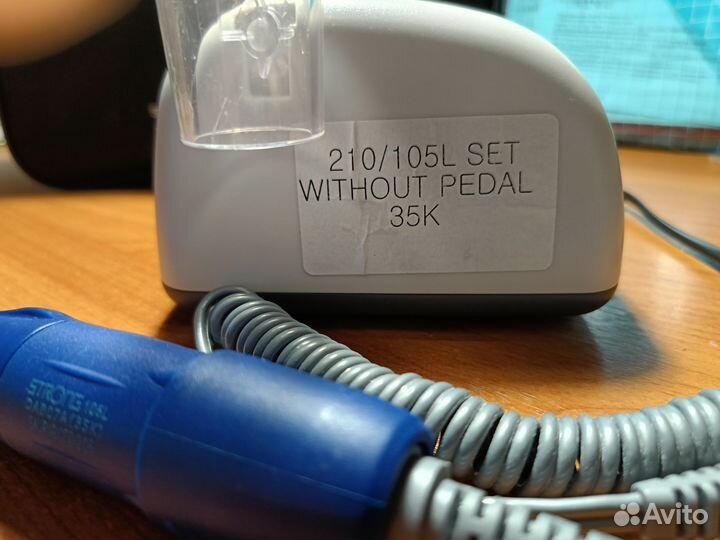 210/105L SET
WITHOUT PEDAL
35K
STRONG 105L
Avito